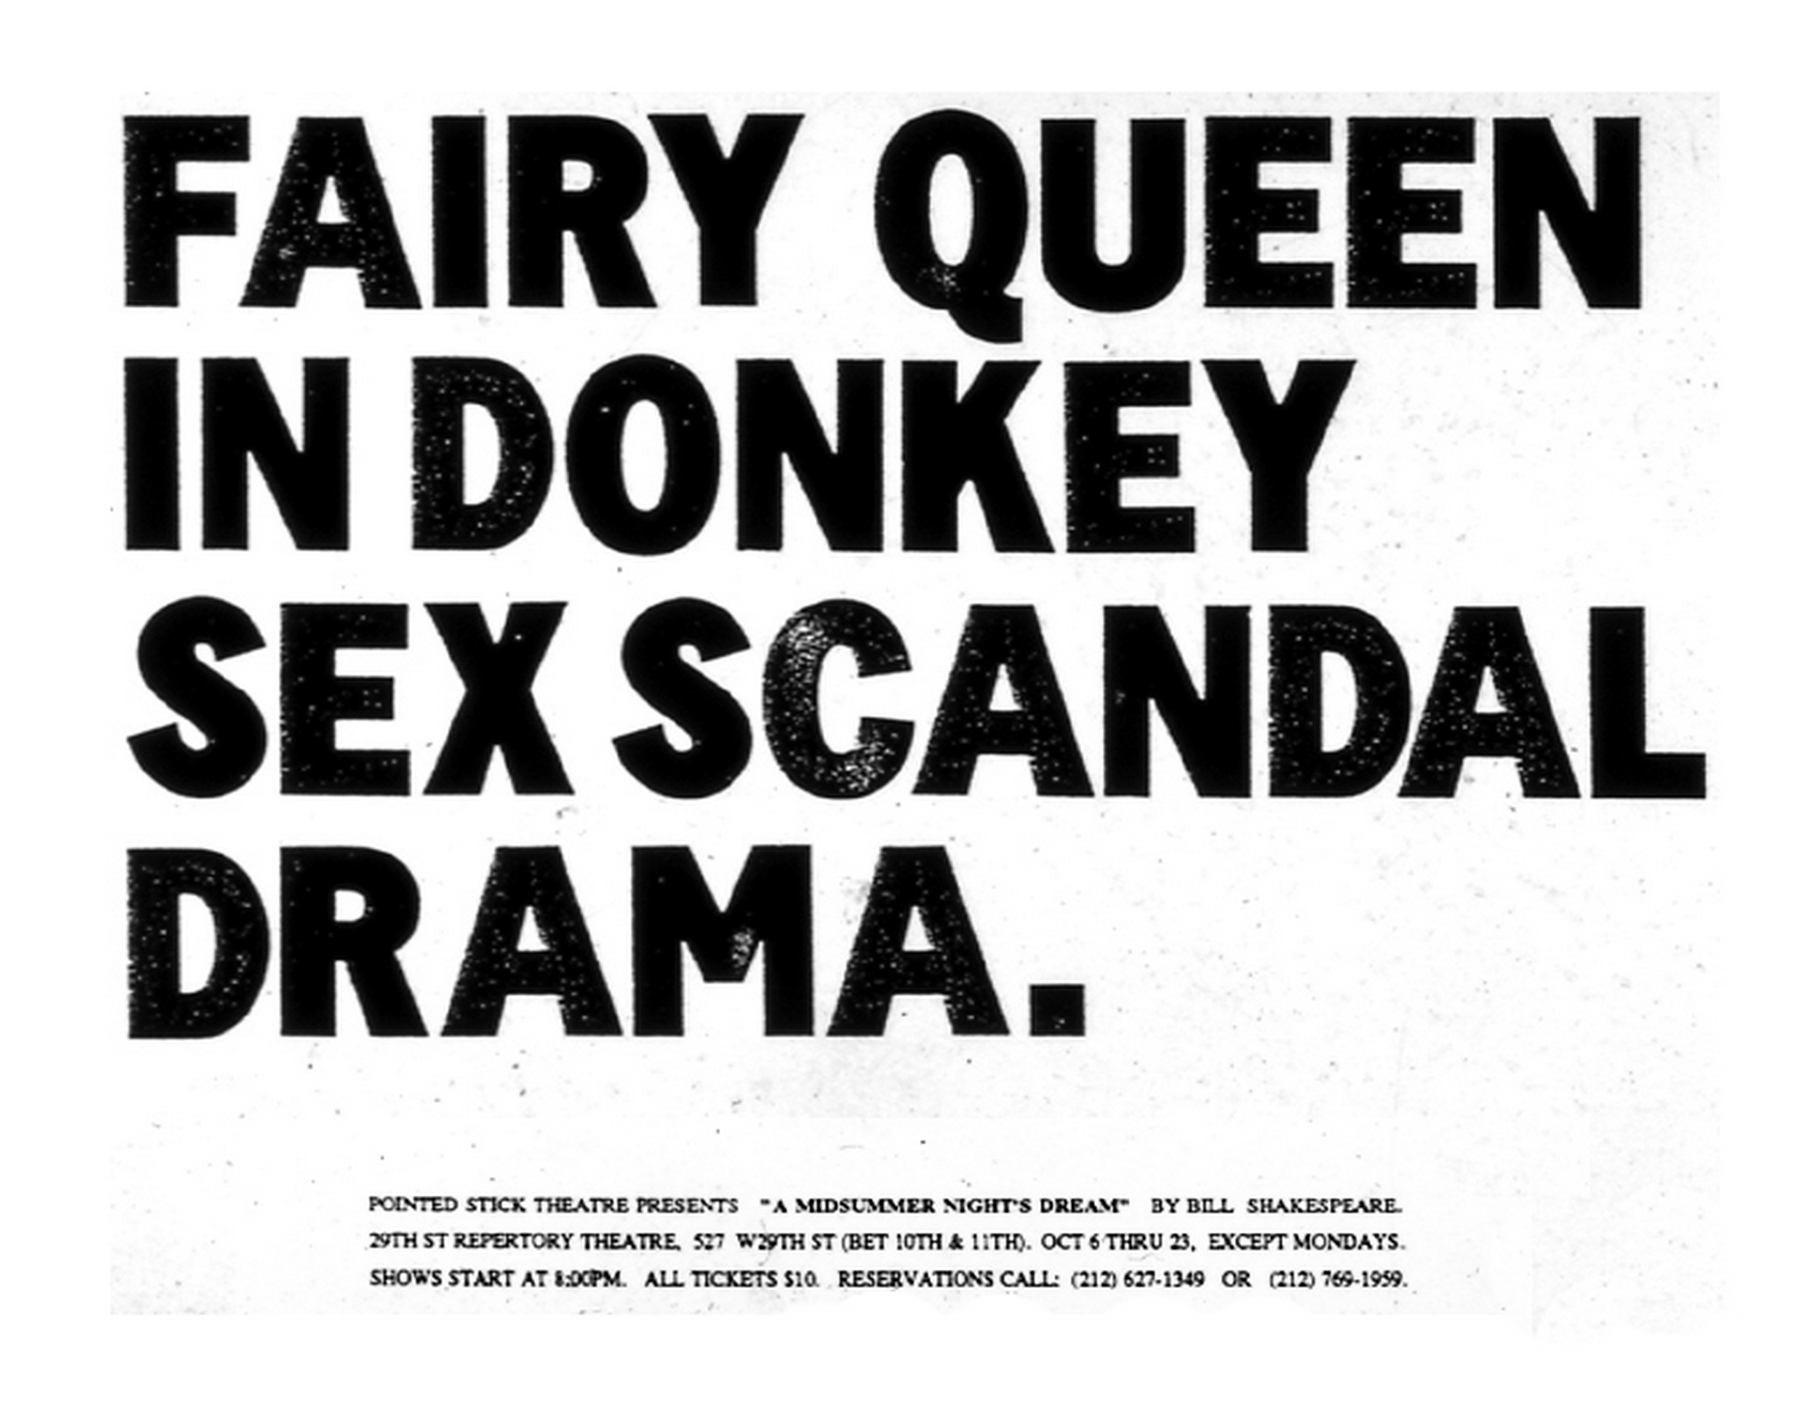 FAIRY QUEEN
IN DONKEY
SEX SCANDAL
DRAMA.
POINTED STICK THEATRE PRESENTS "A MIDSUMMER NIGHT'S DREAM" BY BILL SHAKESPEARE.
29TH ST REPERTORY THEATRE, 527 W29TH ST (BET 10TH & 11TH). OCT 6 THRU 23, EXCEPT MONDAYS.
SHOWS START AT 8:00PM. ALL TICKETS $10. RESERVATIONS CALL: (212) 627-1349 OR (212) 769-1959.